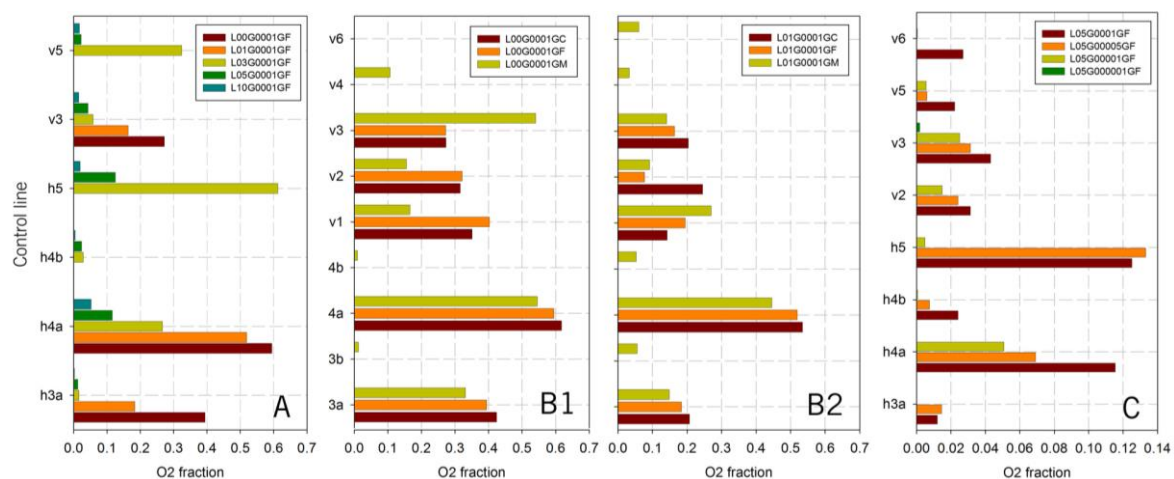 Control line
v5
v3
h5
h4b
h4a
h3a
L00G0001GF
L01G0001GF
L03G0001GF
L05G0001GF
L10G0001GF
A
0.0 0.1 0.2 0.3 0.4 0.5 0.6 0.7
O2 fraction
v6
v4
v3
v2
v1
4b
4a
3b
3a
L00G0001GC
L00G0001GF
L00G0001GM
B1
0.0 0.1 0.2 0.3 0.4 0.5 0.6 0.7
O2 fraction
L01G0001GC
L01G0001GF
L01G0001GM
B2
0.0 0.1 0.2 0.3 0.4 0.5 0.6 0.7
O2 fraction
v6
v5
v3
v2
h5
h4b
h4a
h3a
L05G0001GF
L05G00005GF
L05G00001GF
L05G000001GF
C
0.00 0.02 0.04 0.06 0.08 0.10 0.12 0.14
O2 fraction